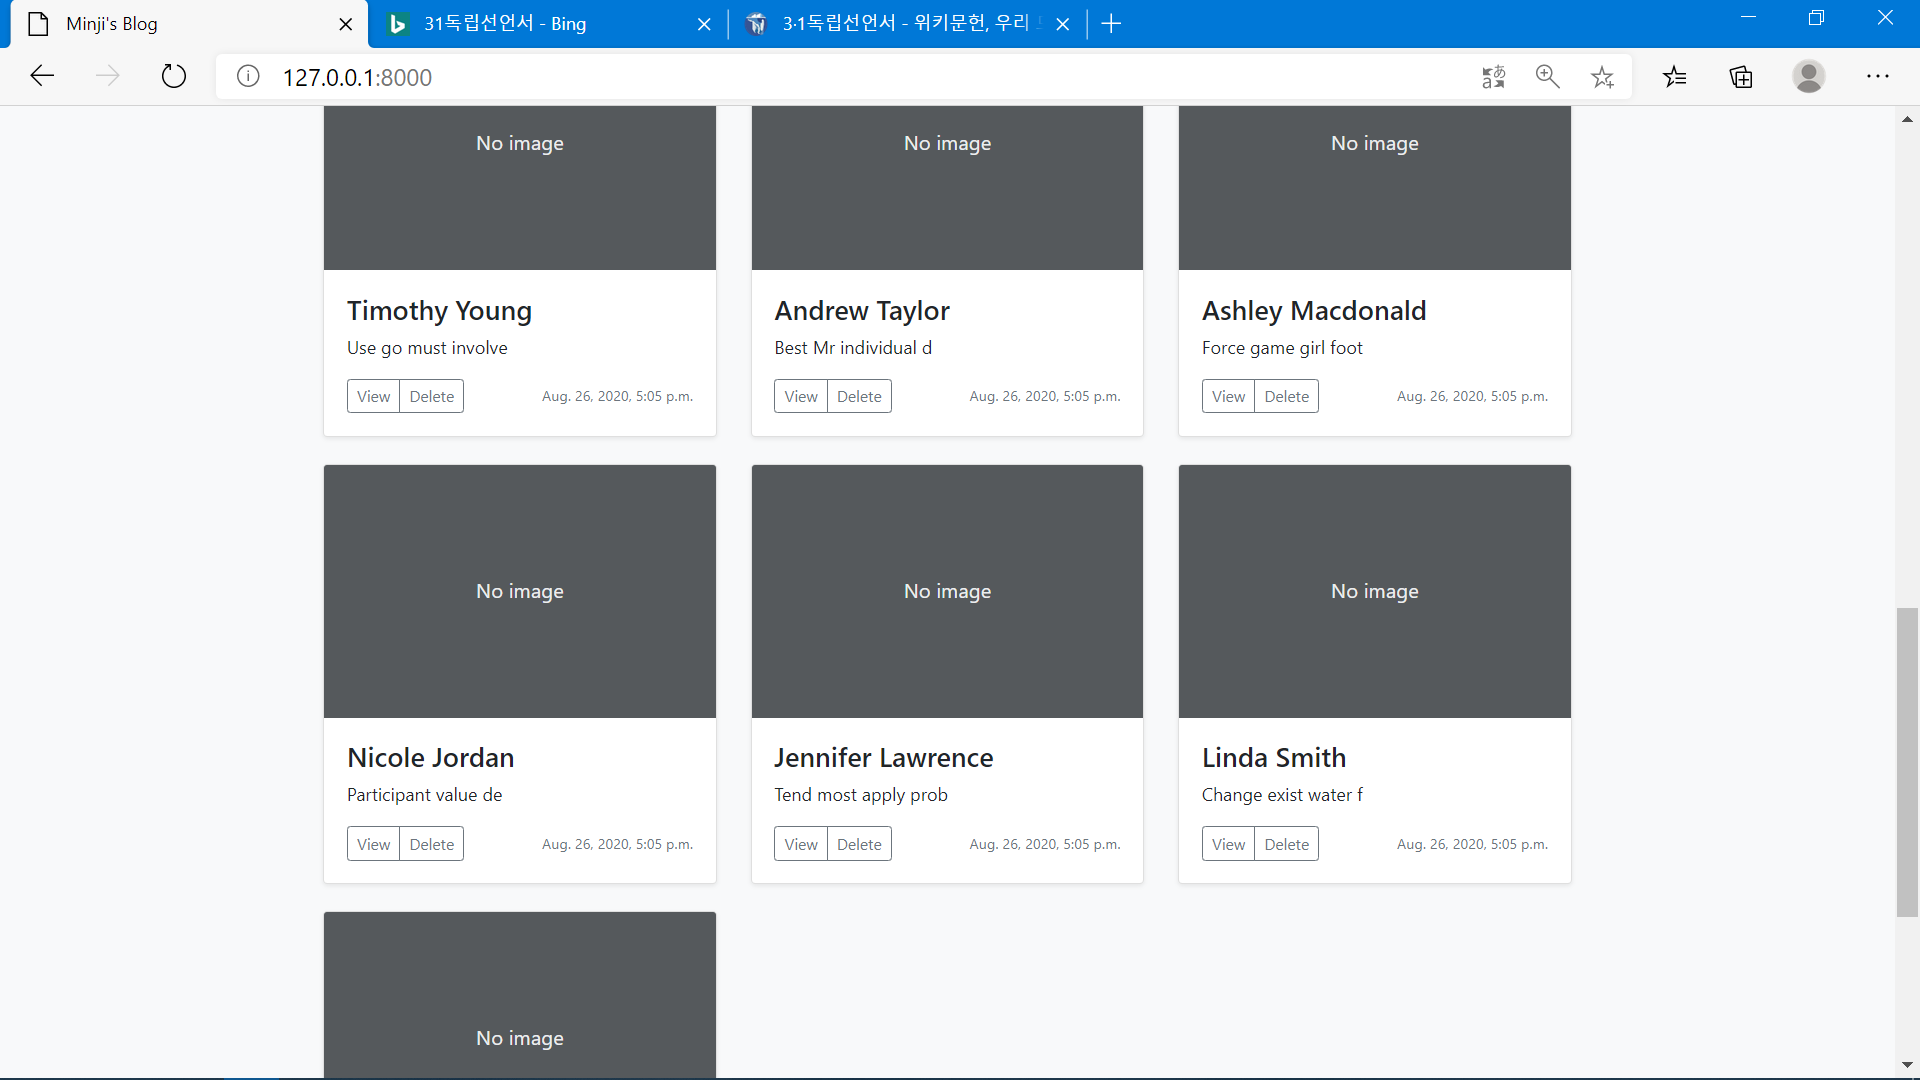 Minji's Blog
31독립선언서 - Bing
3·1독립선언서 - 위키문헌, 우리
127.0.0.1:8000
No image
No image
No image
Timothy Young
Use go must involve
View
Delete
Aug. 26, 2020, 5:05 p.m.
Andrew Taylor
Best Mr individual d
View
Delete
Aug. 26, 2020, 5:05 p.m.
Ashley Macdonald
Force game girl foot
View
Delete
Aug. 26, 2020, 5:05 p.m.
No image
No image
No image
Nicole Jordan
Participant value de
View
Delete
Aug. 26, 2020, 5:05 p.m.
Jennifer Lawrence
Tend most apply prob
View
Delete
Aug. 26, 2020, 5:05 p.m.
Linda Smith
Change exist water f
View
Delete
Aug. 26, 2020, 5:05 p.m.
No image